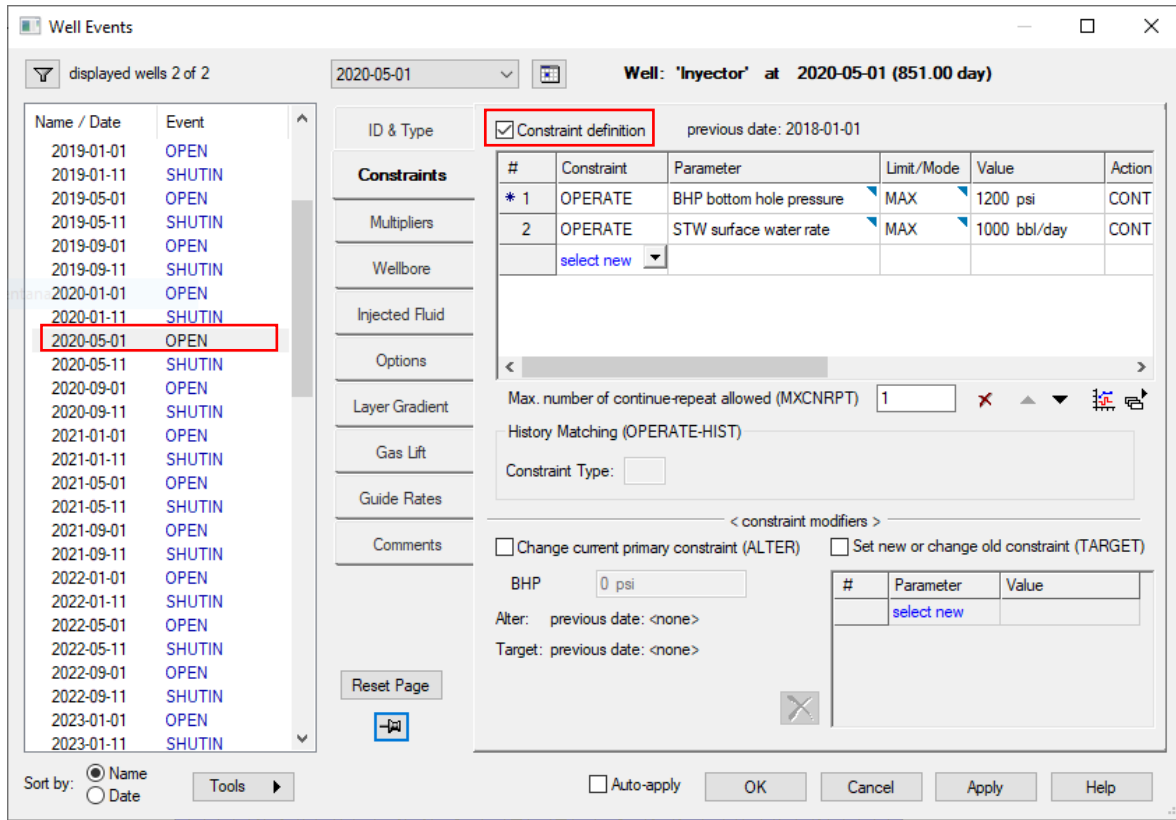 Well Events
displayed wells 2 of 2
2020-05-01
Well: 'Inyector' at 2020-05-01 (851.00 day)
Name / Date Event
2019-01-01 OPEN
2019-01-11 SHUTIN
2019-05-01 OPEN
2019-05-11 SHUTIN
2019-09-01 OPEN
2019-09-11 SHUTIN
2020-01-01 OPEN
2020-01-11 SHUTIN
2020-05-01 OPEN
2020-05-11 SHUTIN
2020-09-01 OPEN
2020-09-11 SHUTIN
2021-01-01 OPEN
2021-01-11 SHUTIN
2021-05-01 OPEN
2021-05-11 SHUTIN
2021-09-01 OPEN
2021-09-11 SHUTIN
2022-01-01 OPEN
2022-01-11 SHUTIN
2022-05-01 OPEN
2022-05-11 SHUTIN
2022-09-01 OPEN
2022-09-11 SHUTIN
2023-01-01 OPEN
2023-01-11 SHUTIN
Sort by: Name
Date
Tools
ID & Type
Constraints
Multipliers
Wellbore
Injected Fluid
Options
Layer Gradient
Gas Lift
Guide Rates
Comments
Reset Page
Constraint definition previous date: 2018-01-01
# Constraint Parameter Limit/Mode Value Action
* 1 OPERATE BHP bottom hole pressure MAX 1200 psi CONT
2 OPERATE STW surface water rate MAX 1000 bbl/day CONT
select new
Max. number of continue-repeat allowed (MXCNRPT) 1
History Matching (OPERATE-HIST)
Constraint Type:
< constraint modifiers >
Change current primary constraint (ALTER)
BHP 0 psi
Alter: previous date: <none>
Target: previous date: <none>
Set new or change old constraint (TARGET)
# Parameter Value
select new
Auto-apply OK Cancel Apply Help